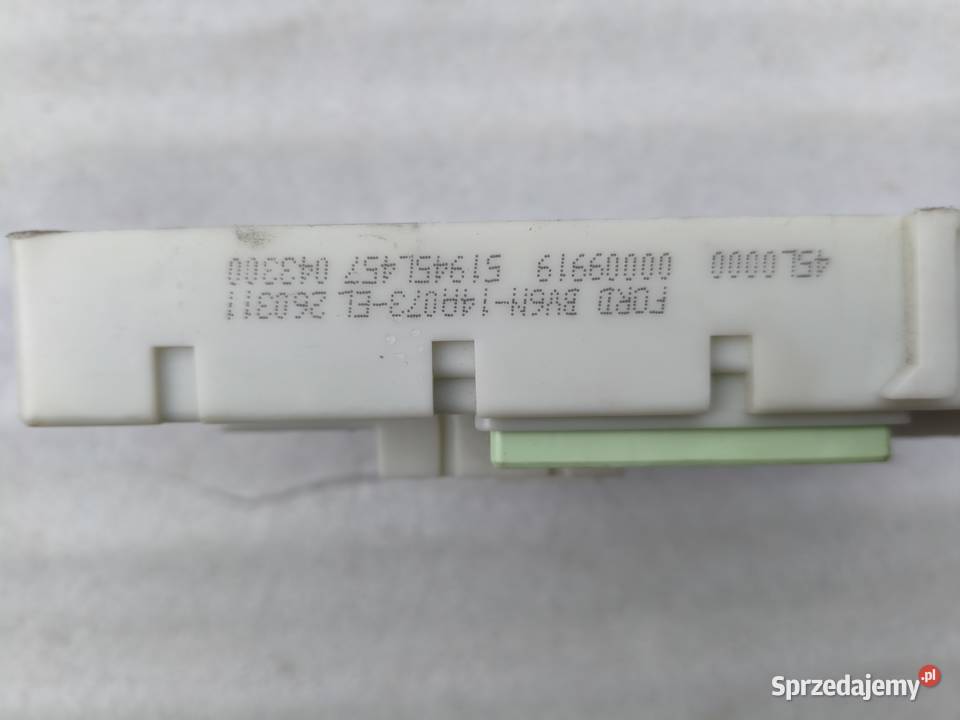 FORD BV6N-14A073-EL 260311
45L0000 00009919 51945L457 043300
Sprzedajemy.pl